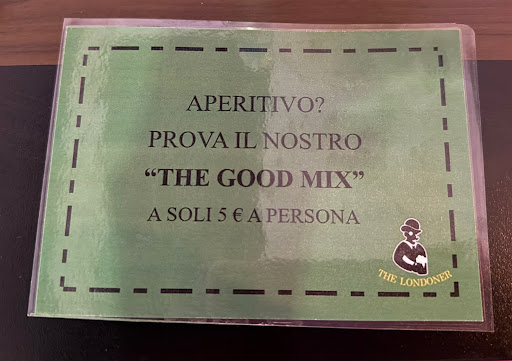 APERITIVO?
PROVA IL NOSTRO
“THE GOOD MIX”
A SOLI 5 € A PERSONA
THE LONDONER